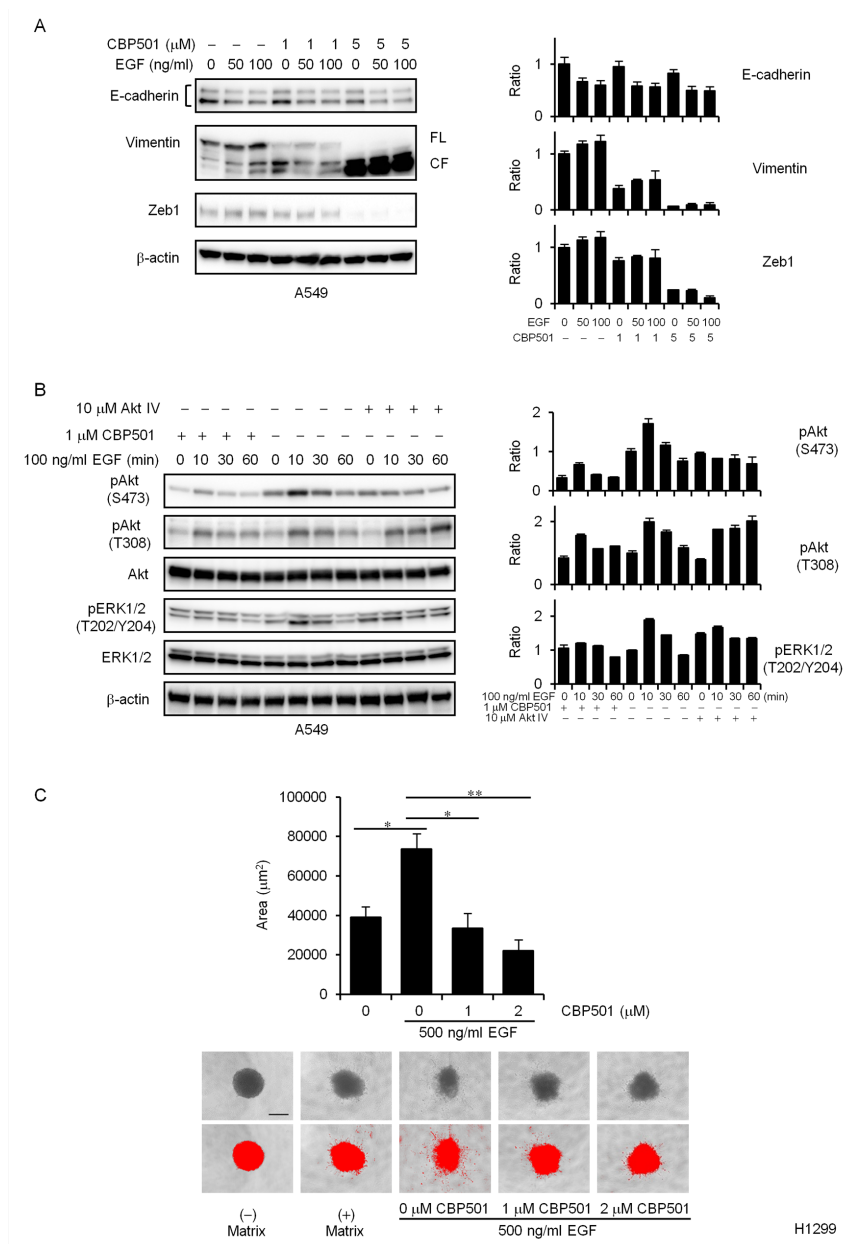 A
CBP501 (μM) – – – 1 1 1 5 5 5
EGF (ng/ml) 0 50 100 0 50 100 0 50 100
E-cadherin
Vimentin
FL
CF
Zeb1
β-actin
A549
Ratio
1
0
E-cadherin
Ratio
1
0
Vimentin
Ratio
1
0
Zeb1
EGF 0 50 100 0 50 100 0 50 100
CBP501 – – – 1 1 1 5 5 5
B
10 μM Akt IV – – – – – – – – + + + +
1 μM CBP501 + + + + – – – – – – – –
100 ng/ml EGF (min) 0 10 30 60 0 10 30 60 0 10 30 60
pAkt
(S473)
pAkt
(T308)
Akt
pERK1/2
(T202/Y204)
ERK1/2
β-actin
A549
Ratio
2
1
0
pAkt
(S473)
Ratio
2
1
0
pAkt
(T308)
Ratio
2
1
0
pERK1/2
(T202/Y204)
100 ng/ml EGF 0 10 30 60 0 10 30 60 0 10 30 60 (min)
1 μM CBP501 + + + + – – – – – – – –
10 μM Akt IV – – – – – – – – + + + +
C
Area (μm²)
100000
80000
60000
40000
20000
0
**
*
*
0 0 1 2 CBP501 (μM)
500 ng/ml EGF
(–)
Matrix
(+)
Matrix
0 μM CBP501 1 μM CBP501 2 μM CBP501
500 ng/ml EGF
H1299